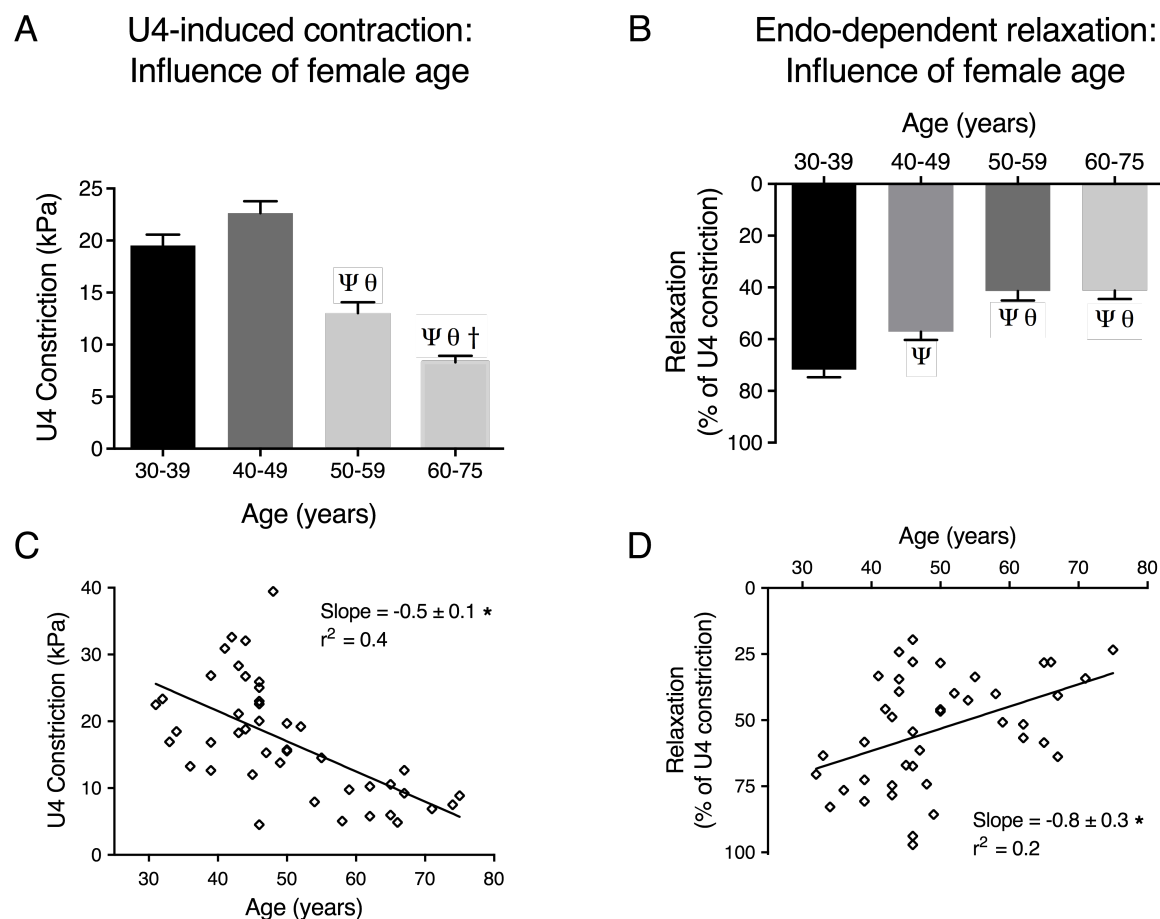 A
U4-induced contraction:
Influence of female age
U4 Constriction (kPa)
25
20
15
10
5
0
Ψ θ
Ψ θ †
30-39 40-49 50-59 60-75
Age (years)
B
Endo-dependent relaxation:
Influence of female age
Age (years)
30-39 40-49 50-59 60-75
Relaxation
(% of U4 constriction)
0
20
40
60
80
100
Ψ
Ψ θ
Ψ θ
C
U4 Constriction (kPa)
40
30
20
10
0
Slope = -0.5 ± 0.1 *
r² = 0.4
30 40 50 60 70 80
Age (years)
D
Age (years)
30 40 50 60 70 80
Relaxation
(% of U4 constriction)
0
25
50
75
100
Slope = -0.8 ± 0.3 *
r² = 0.2